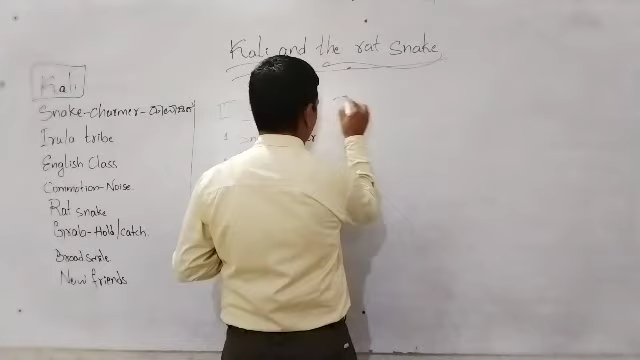 Kali and the rat Snake
Kali
Snake-charmer-
Irula tribe
English Class
Commotion-Noise
Rat snake
Grab-Hold/catch.
Broad smile.
New friends